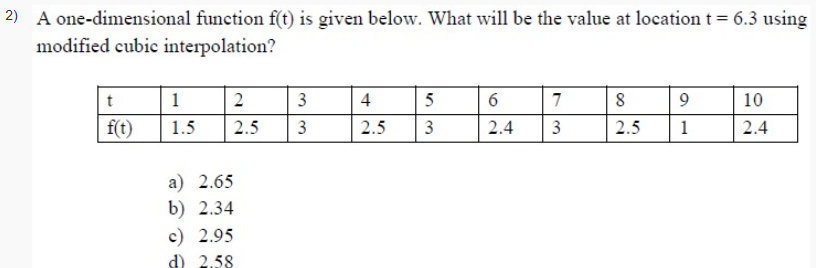 2) A one-dimensional function f(t) is given below. What will be the value at location t = 6.3 using
modified cubic interpolation?
t 1 2 3 4 5 6 7 8 9 10
f(t) 1.5 2.5 3 2.5 3 2.4 3 2.5 1 2.4
a) 2.65
b) 2.34
c) 2.95
d) 2.58